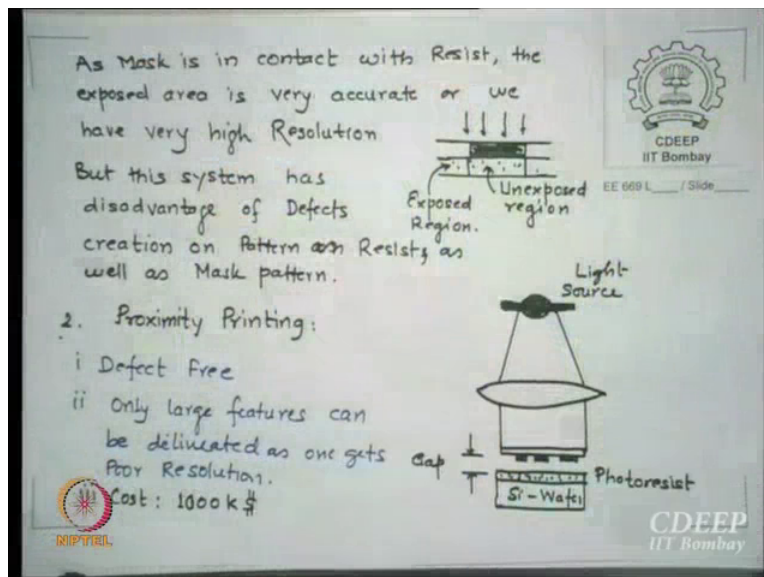 As Mask is in contact with Resist, the
exposed area is very accurate or we
have very high Resolution
But this system has
disadvantage of Defects
creation on Pattern on Resists, as
well as Mask pattern.
Exposed
Region.
Unexposed
region
CDEEP
IIT Bombay
EE 669 L___ / Slide____
2. Proximity Printing:
i Defect Free
ii Only large features can
be delineated as one gets
Poor Resolution.
Cost: 1000 k $
Light
Source
Gap
Photoresist
Si-Wafer
NPTEL
CDEEP
IIT Bombay